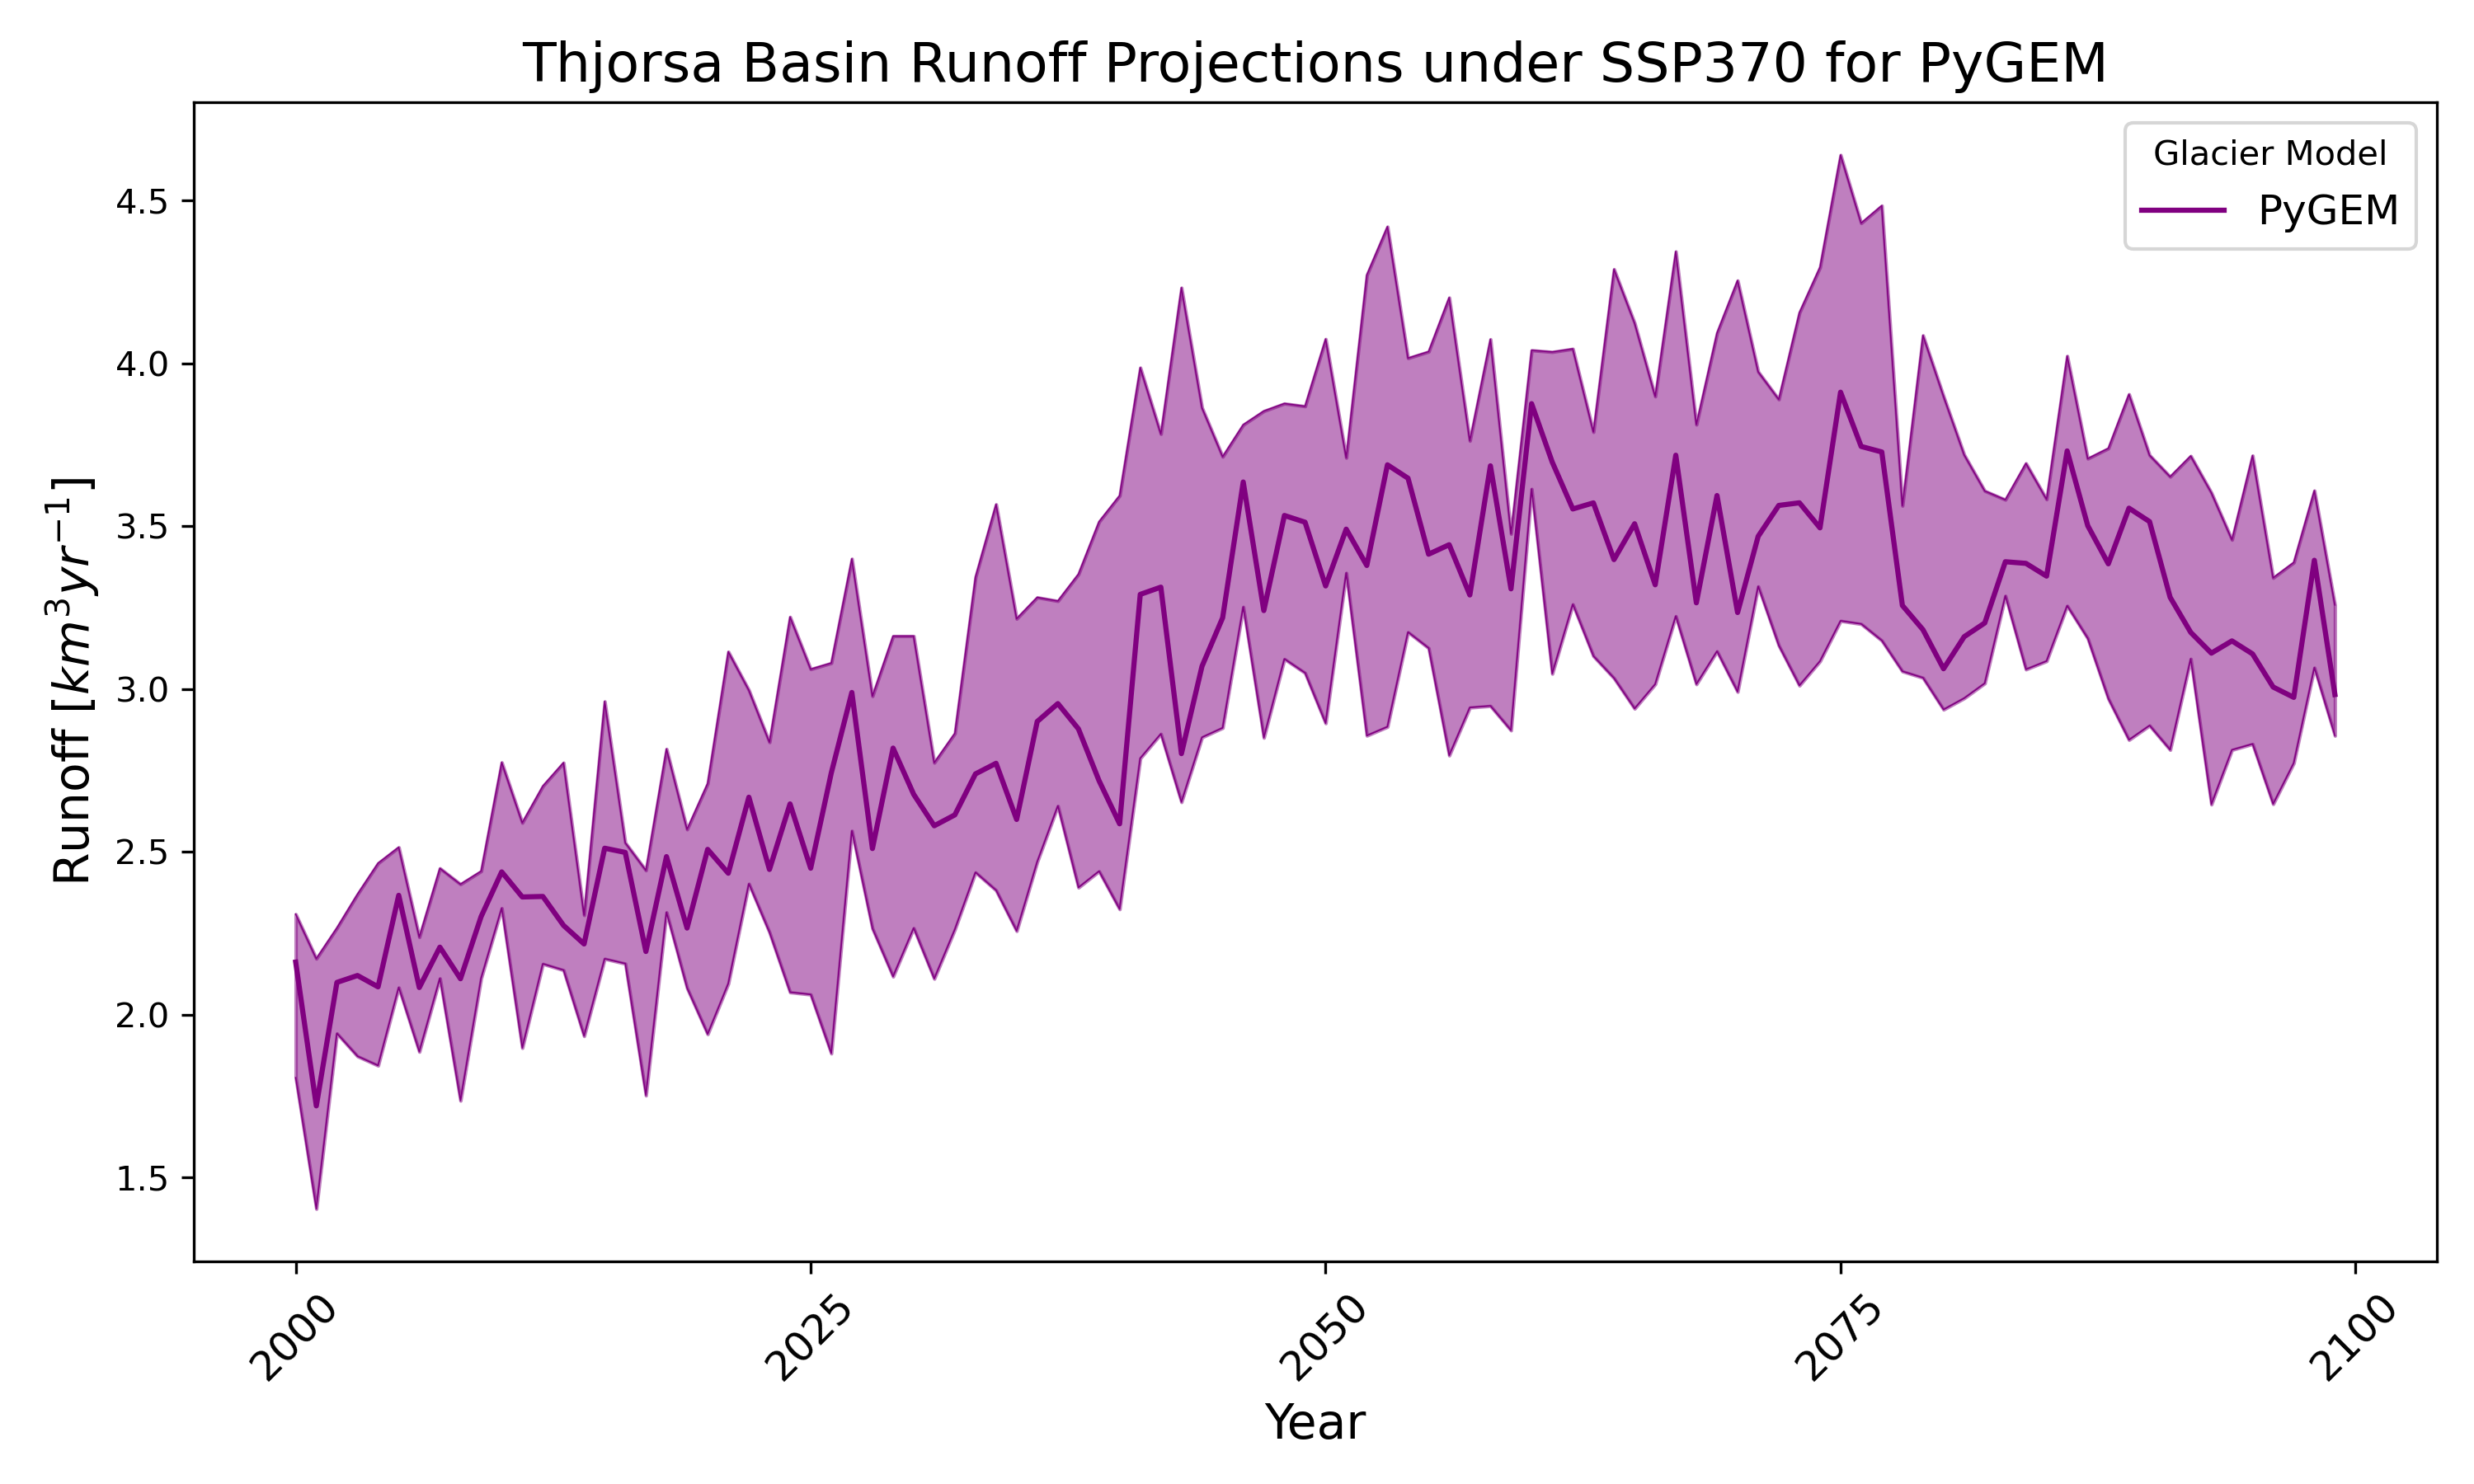 Thjorsa Basin Runoff Projections under SSP370 for PyGEM
Glacier Model
PyGEM
Runoff [km³yr⁻¹]
4.5
4.0
3.5
3.0
2.5
2.0
1.5
2000
2025
2050
2075
2100
Year